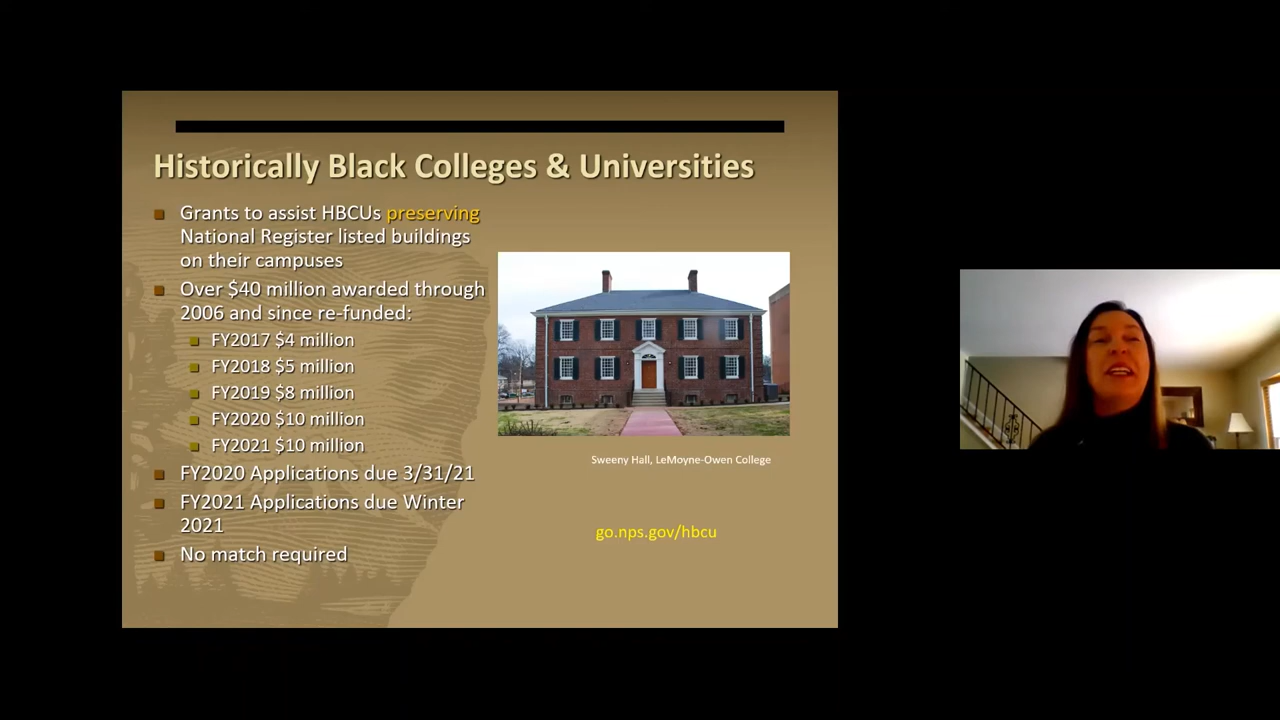 Historically Black Colleges & Universities
Grants to assist HBCUs preserving
National Register listed buildings
on their campuses
Over $40 million awarded through
2006 and since re-funded:
FY2017 $4 million
FY2018 $5 million
FY2019 $8 million
FY2020 $10 million
FY2021 $10 million
FY2020 Applications due 3/31/21
FY2021 Applications due Winter
2021
No match required
Sweeny Hall, LeMoyne-Owen College
go.nps.gov/hbcu